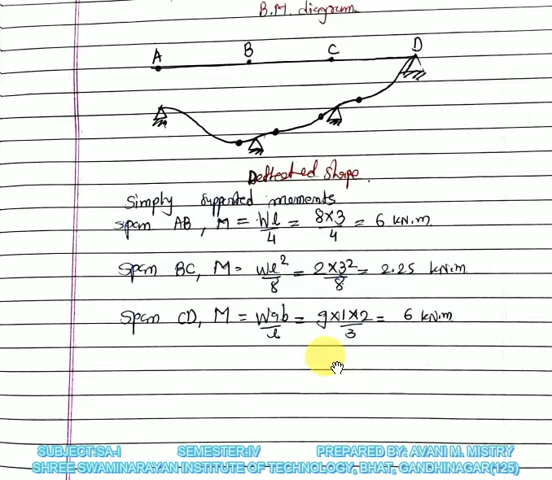 B.M. diagram
A B C D
Deflected shape.
Simply supported moments
Span AB, M = Wl/4 = 8×3/4 = 6 kN.m
Span BC, M = wl²/8 = 2×3²/8 = 2.25 kN.m
Span CD, M = Wab/l = 9×1×2/3 = 6 kN.m
SUBJECT:SA-I SEMESTER:IV PREPARED BY: AVANI M. MISTRY
SHREE SWAMINARAYAN INSTITUTE OF TECHNOLOGY, BHAT, GANDHINAGAR(125)